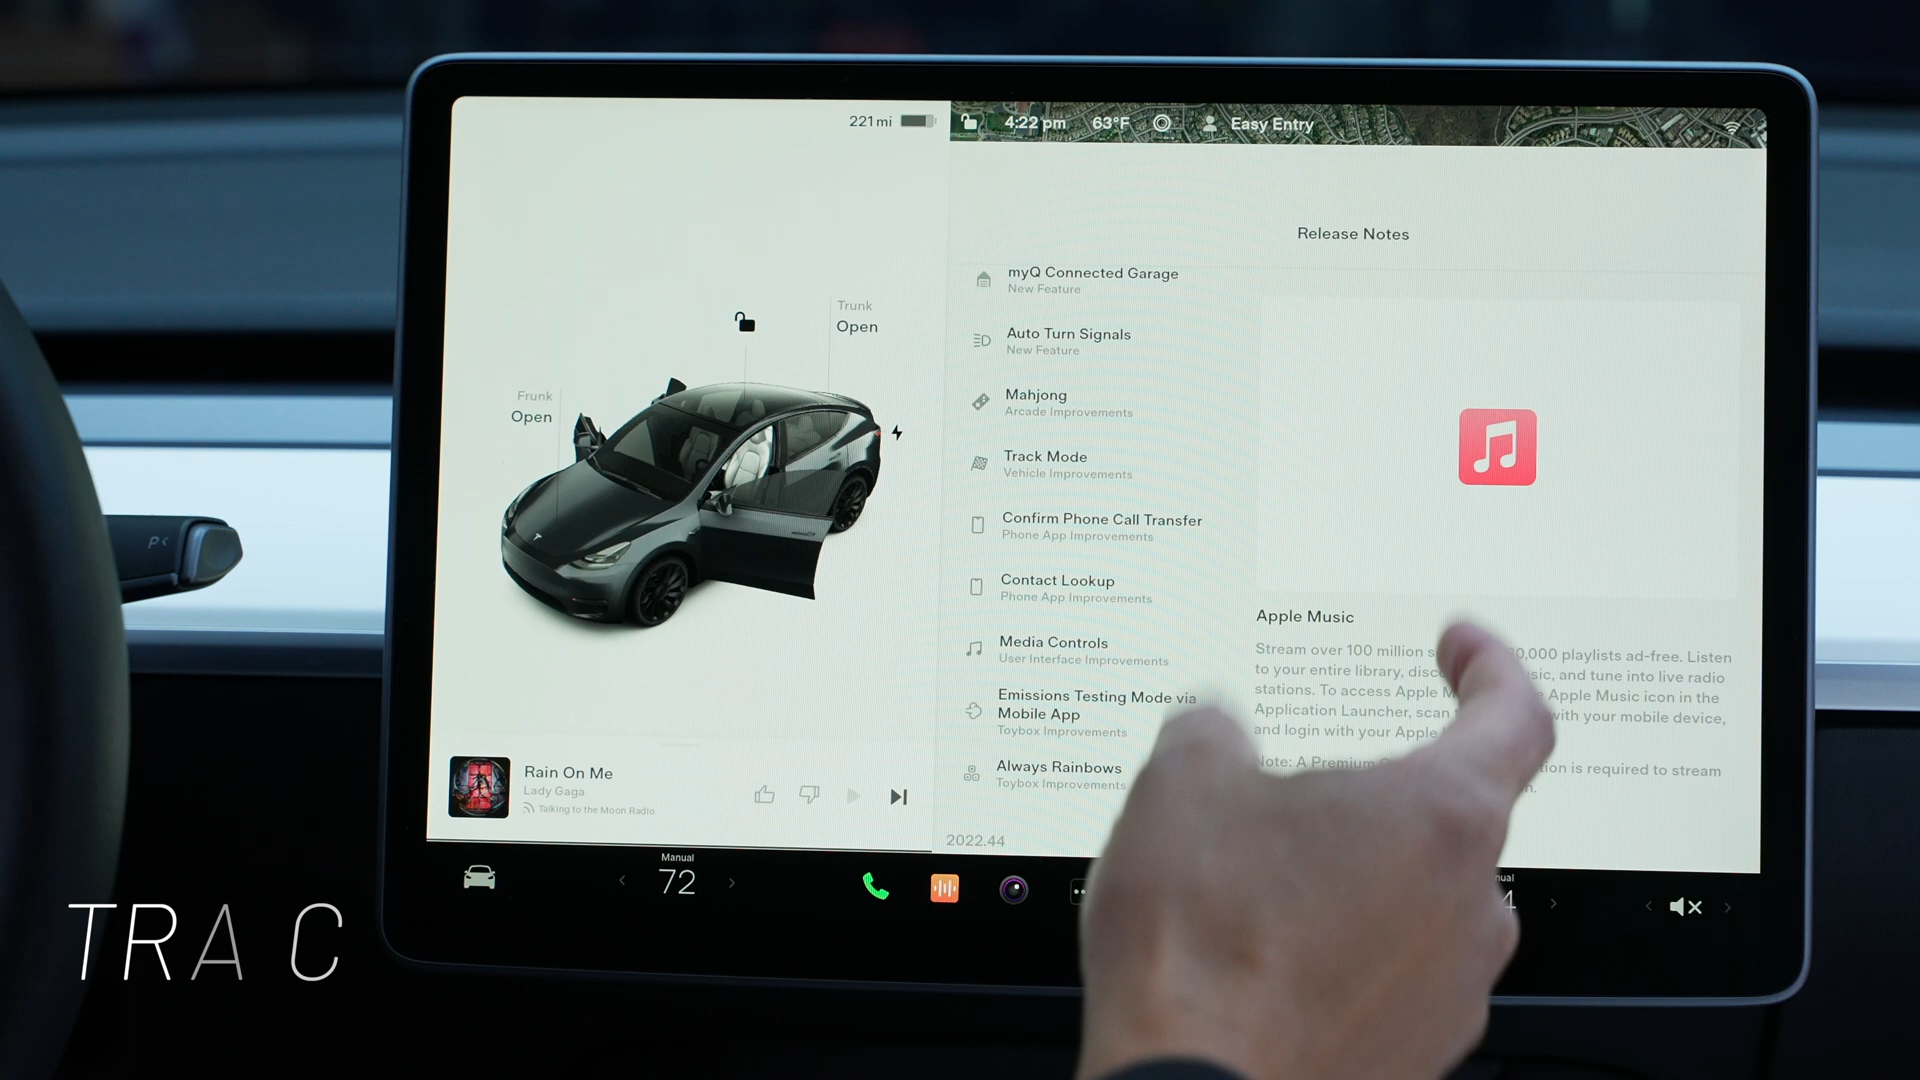 221 mi
4:22 pm 63°F Easy Entry
Release Notes
Trunk
Open
Frunk
Open
myQ Connected Garage
New Feature
Auto Turn Signals
New Feature
Mahjong
Arcade Improvements
Track Mode
Vehicle Improvements
Confirm Phone Call Transfer
Phone App Improvements
Contact Lookup
Phone App Improvements
Media Controls
User Interface Improvements
Emissions Testing Mode via
Mobile App
Toybox Improvements
Always Rainbows
Toybox Improvements
2022.44
Apple Music
Stream over 100 million playlists ad-free. Listen
to your entire library, and tune into live radio
stations. To access Apple Apple Music icon in the
Application Launcher, scan with your mobile device,
and login with your Apple
Note: A Premium is required to stream
Rain On Me
Lady Gaga
Talking to the Moon Radio
Manual
72
P
TRA C